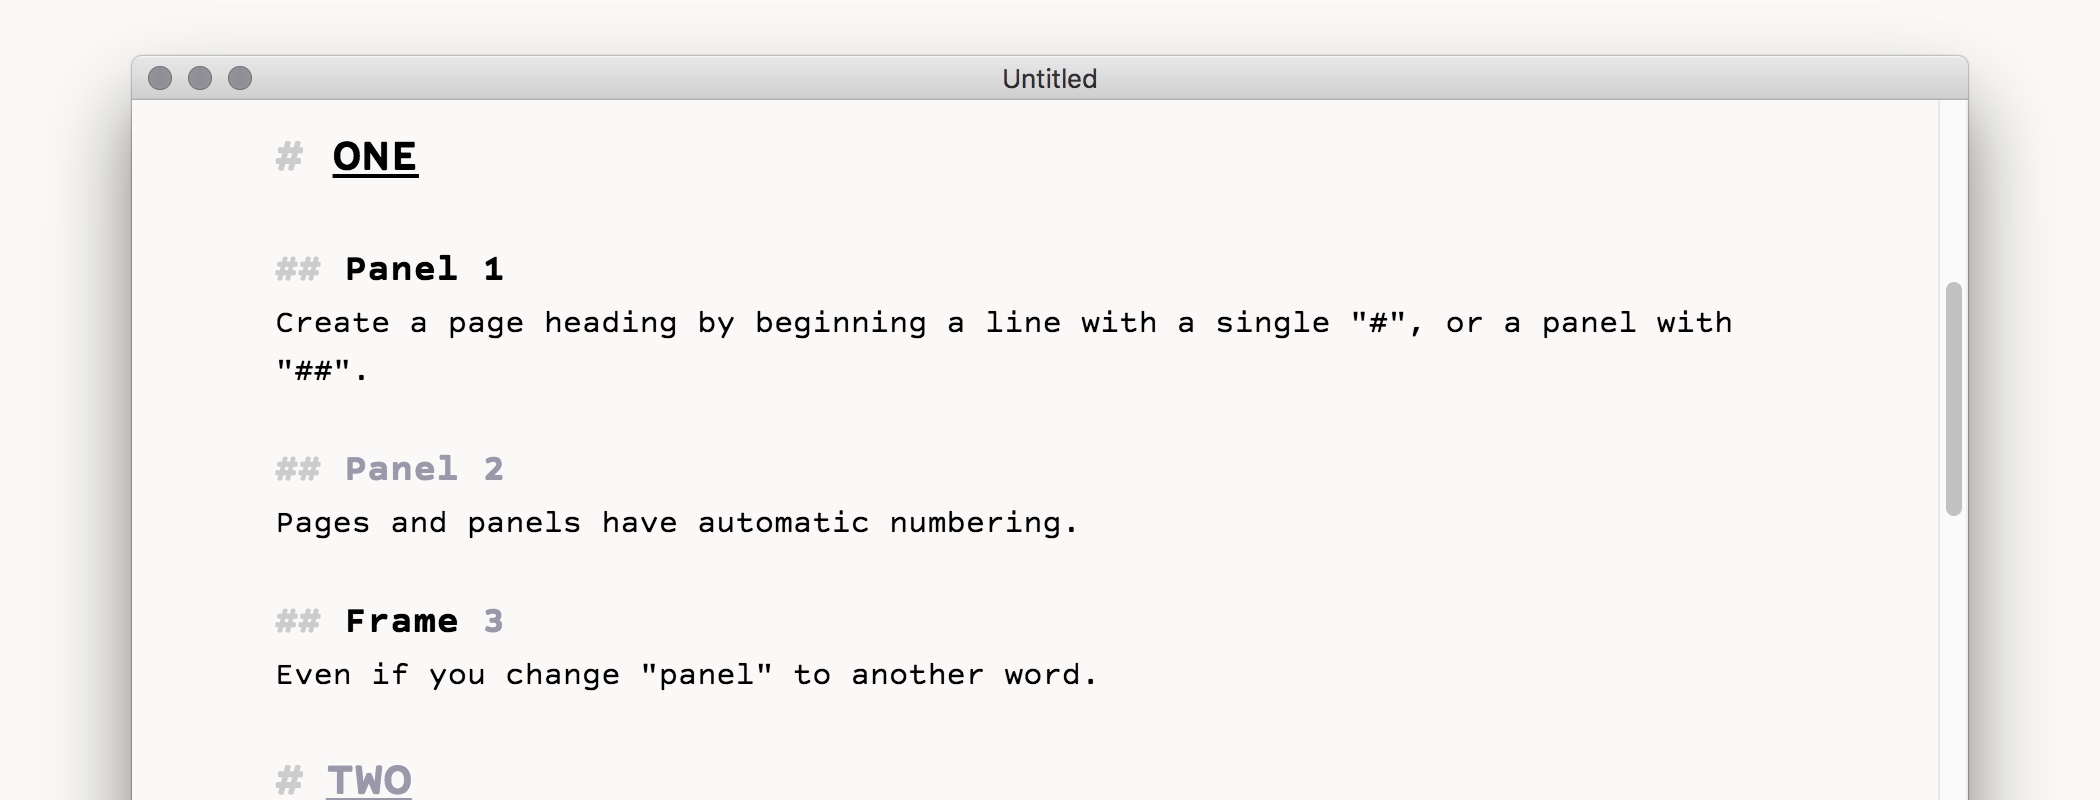 Untitled
# ONE
## Panel 1
Create a page heading by beginning a line with a single "#", or a panel with
"##".
## Panel 2
Pages and panels have automatic numbering.
## Frame 3
Even if you change "panel" to another word.
# TWO